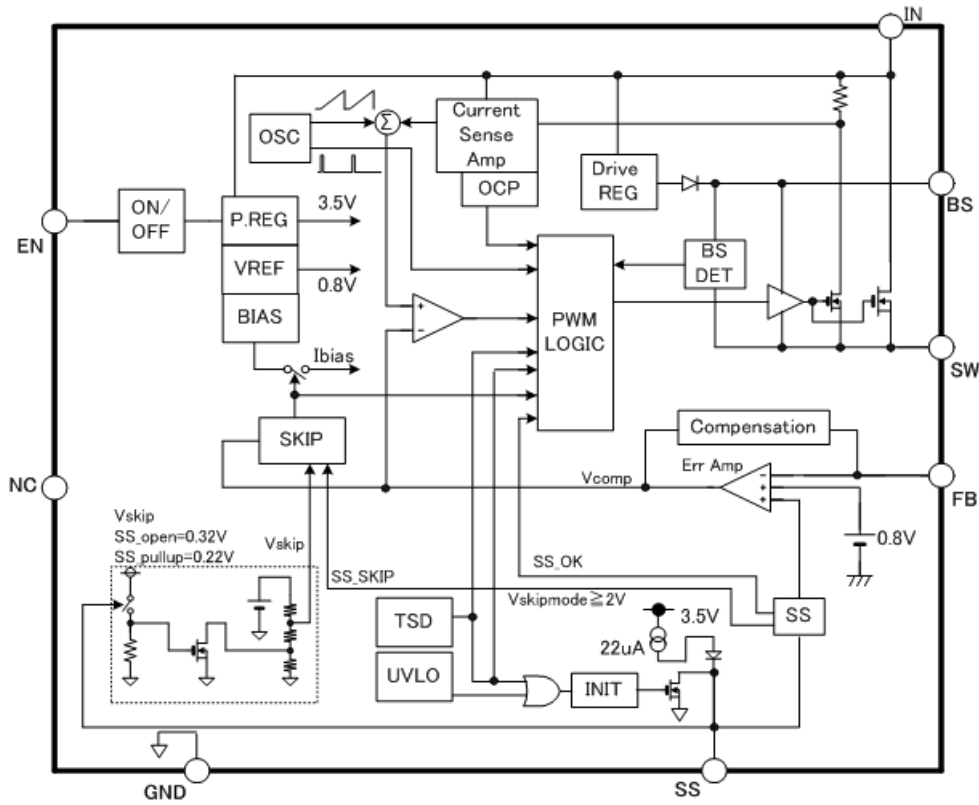 IN
OSC
Σ
Current
Sense
Amp
OCP
Drive
REG
BS
EN
ON/
OFF
P.REG
3.5V
VREF
0.8V
BIAS
BS
DET
+
−
PWM
LOGIC
SW
Ibias
SKIP
Compensation
Err Amp
Vcomp
−
+
+
FB
NC
0.8V
Vskip
SS_open=0.32V
SS_pullup=0.22V
Vskip
SS_SKIP
SS_OK
Vskipmode≧2V
SS
TSD
3.5V
22uA
UVLO
INIT
GND
SS